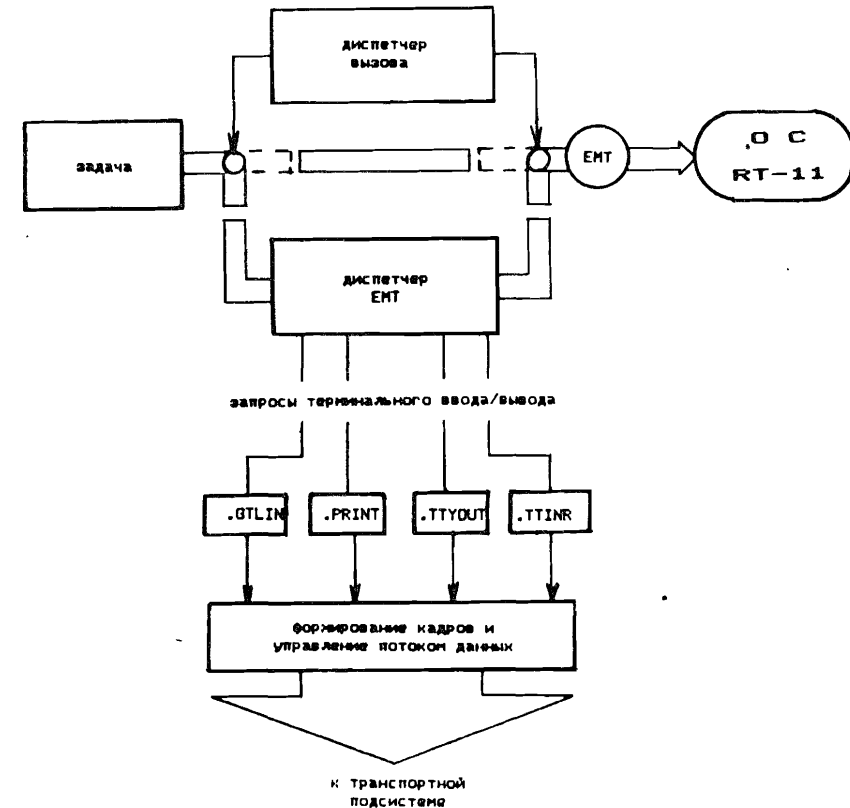 диспетчер
вызова
задача
EMT
О С
RT-11
диспетчер
EMT
запросы терминального ввода/вывода
.GTLIN
.PRINT
.TTYOUT
.TTINR
формирование кадров и
управление потоком данных
к транспортной
подсистеме